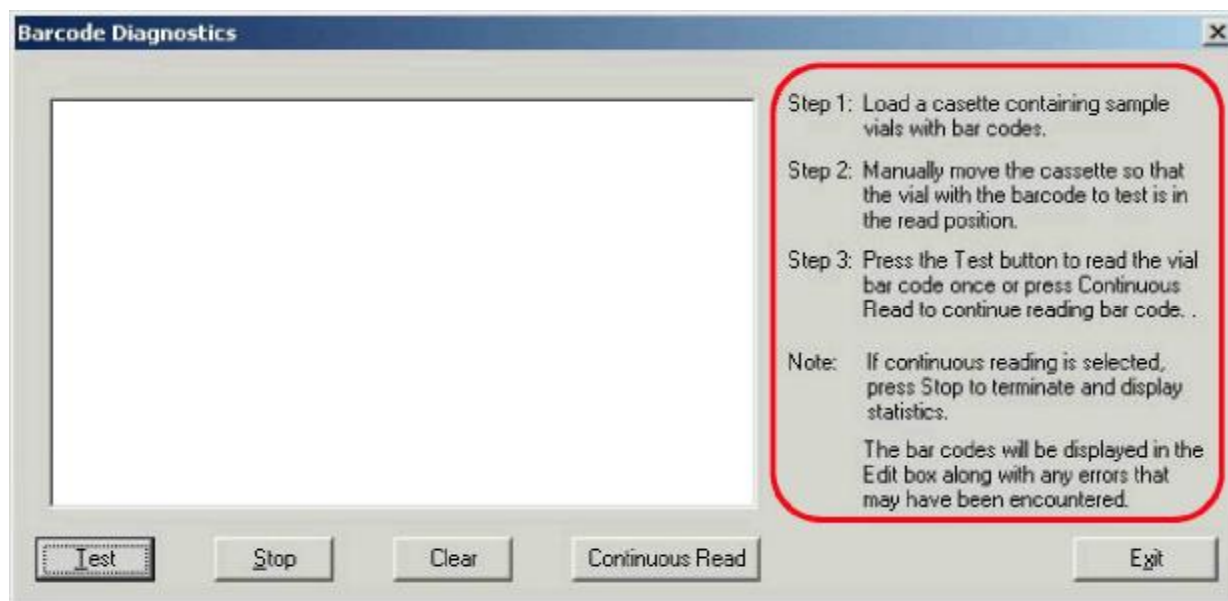 Barcode Diagnostics
Step 1: Load a casette containing sample
vials with bar codes.
Step 2: Manually move the cassette so that
the vial with the barcode to test is in
the read position.
Step 3: Press the Test button to read the vial
bar code once or press Continuous
Read to continue reading bar code. .
Note: If continuous reading is selected,
press Stop to terminate and display
statistics.
The bar codes will be displayed in the
Edit box along with any errors that
may have been encountered.
Test Stop Clear Continuous Read Exit